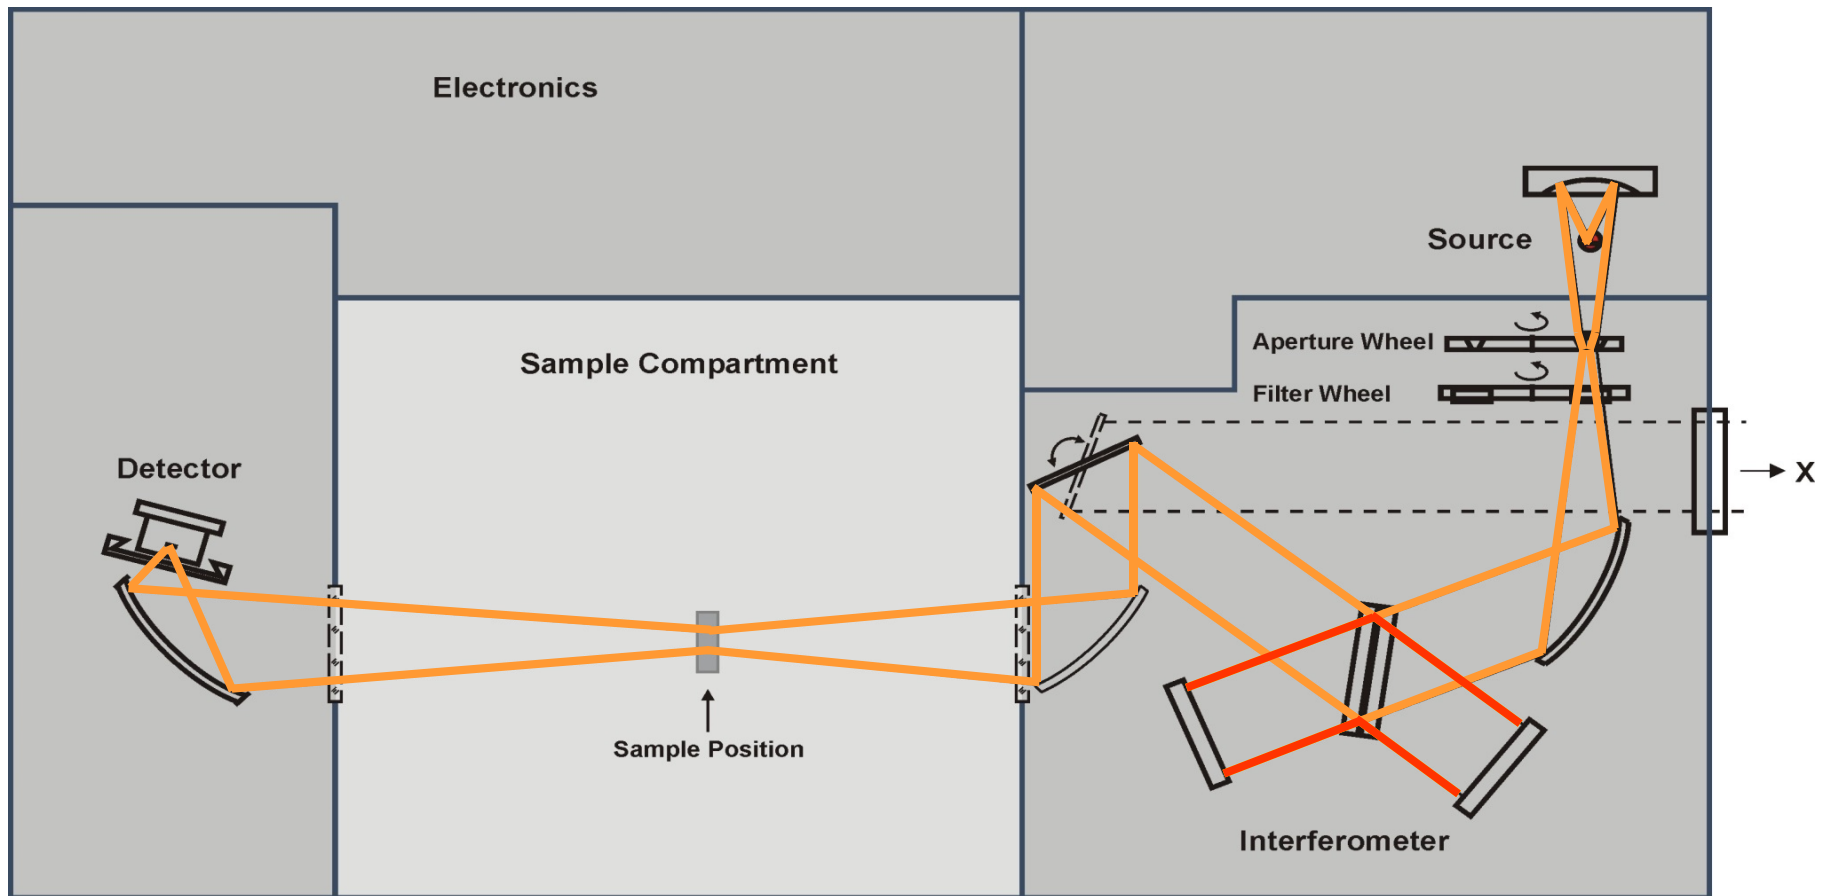 Electronics
Source
Aperture Wheel
Sample Compartment
Filter Wheel
Detector
X
Sample Position
Interferometer